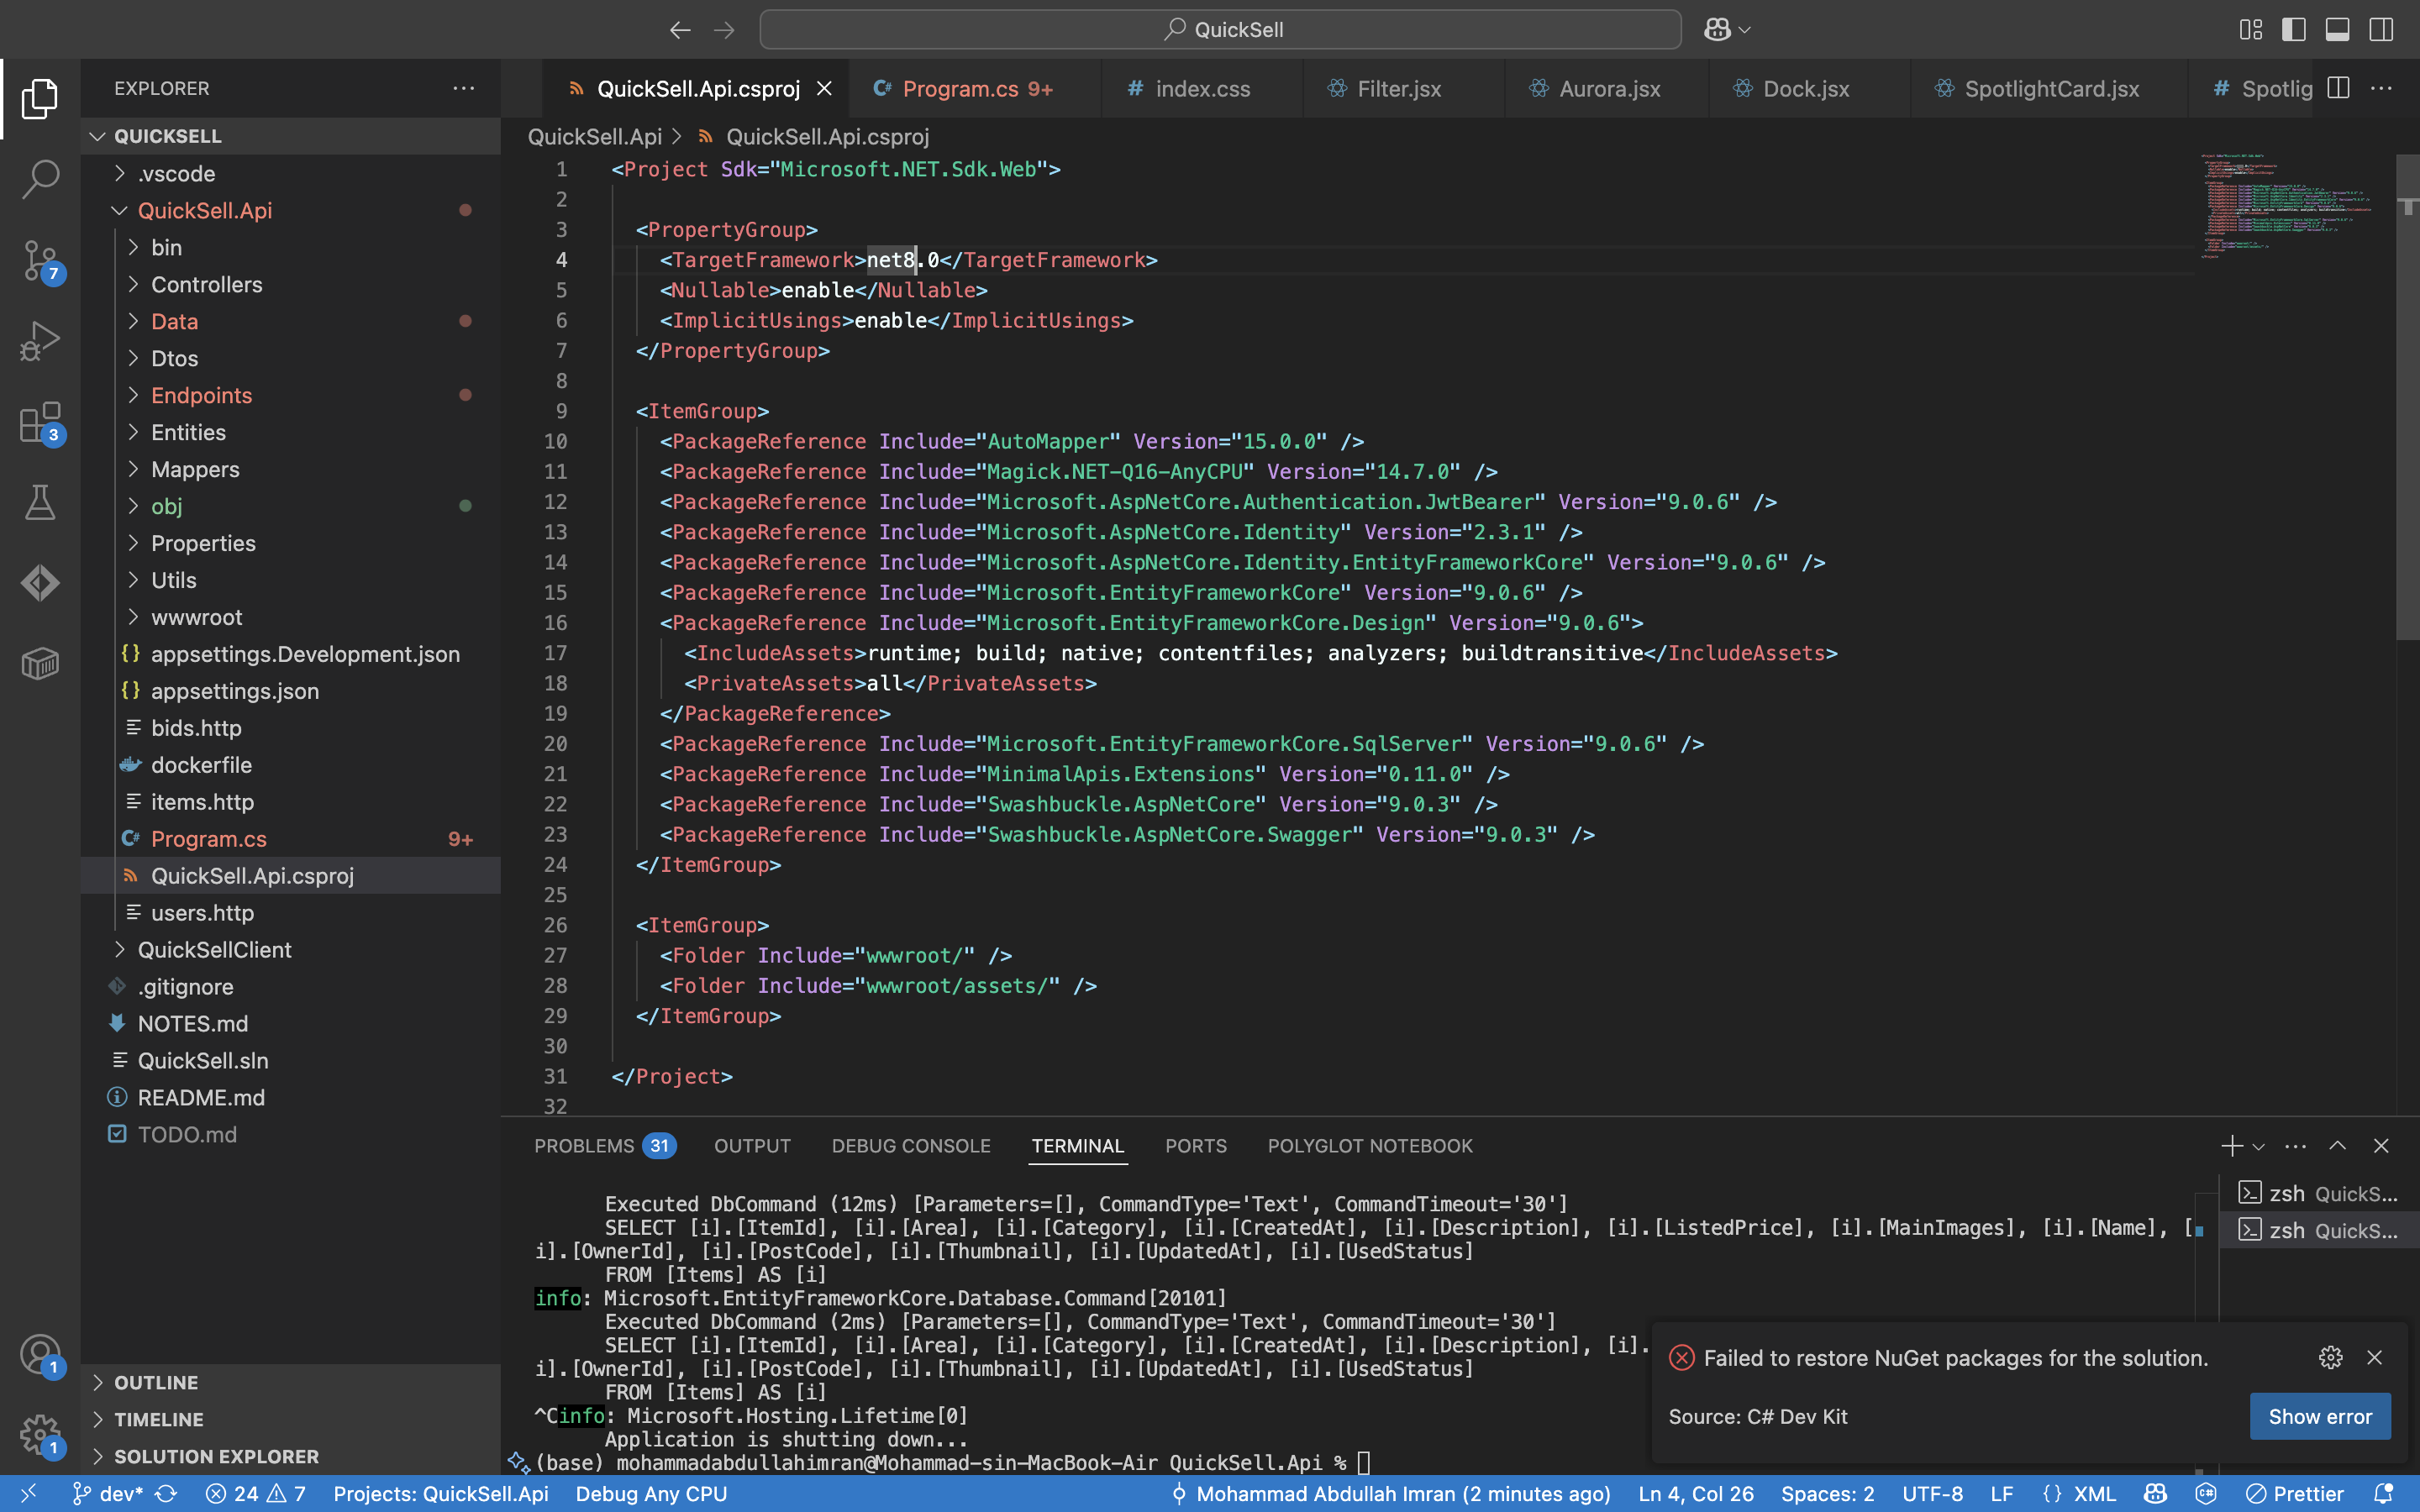 QuickSell
EXPLORER
QuickSell.Api.csproj
Program.cs 9+
index.css
Filter.jsx
Aurora.jsx
Dock.jsx
SpotlightCard.jsx
Spotlig
QUICKSELL
.vscode
QuickSell.Api
bin
Controllers
Data
Dtos
Endpoints
Entities
Mappers
obj
Properties
Utils
wwwroot
appsettings.Development.json
appsettings.json
bids.http
dockerfile
items.http
Program.cs 9+
QuickSell.Api.csproj
users.http
QuickSellClient
.gitignore
NOTES.md
QuickSell.sln
README.md
TODO.md
OUTLINE
TIMELINE
SOLUTION EXPLORER
7
3
1
1
QuickSell.Api > QuickSell.Api.csproj
1 <Project Sdk="Microsoft.NET.Sdk.Web">
2
3 <PropertyGroup>
4 <TargetFramework>net8.0</TargetFramework>
5 <Nullable>enable</Nullable>
6 <ImplicitUsings>enable</ImplicitUsings>
7 </PropertyGroup>
8
9 <ItemGroup>
10 <PackageReference Include="AutoMapper" Version="15.0.0" />
11 <PackageReference Include="Magick.NET-Q16-AnyCPU" Version="14.7.0" />
12 <PackageReference Include="Microsoft.AspNetCore.Authentication.JwtBearer" Version="9.0.6" />
13 <PackageReference Include="Microsoft.AspNetCore.Identity" Version="2.3.1" />
14 <PackageReference Include="Microsoft.AspNetCore.Identity.EntityFrameworkCore" Version="9.0.6" />
15 <PackageReference Include="Microsoft.EntityFrameworkCore" Version="9.0.6" />
16 <PackageReference Include="Microsoft.EntityFrameworkCore.Design" Version="9.0.6">
17 <IncludeAssets>runtime; build; native; contentfiles; analyzers; buildtransitive</IncludeAssets>
18 <PrivateAssets>all</PrivateAssets>
19 </PackageReference>
20 <PackageReference Include="Microsoft.EntityFrameworkCore.SqlServer" Version="9.0.6" />
21 <PackageReference Include="MinimalApis.Extensions" Version="0.11.0" />
22 <PackageReference Include="Swashbuckle.AspNetCore" Version="9.0.3" />
23 <PackageReference Include="Swashbuckle.AspNetCore.Swagger" Version="9.0.3" />
24 </ItemGroup>
25
26 <ItemGroup>
27 <Folder Include="wwwroot/" />
28 <Folder Include="wwwroot/assets/" />
29 </ItemGroup>
30
31 </Project>
32
PROBLEMS 31 OUTPUT DEBUG CONSOLE TERMINAL PORTS POLYGLOT NOTEBOOK
Executed DbCommand (12ms) [Parameters=[], CommandType='Text', CommandTimeout='30']
SELECT [i].[ItemId], [i].[Area], [i].[Category], [i].[CreatedAt], [i].[Description], [i].[ListedPrice], [i].[MainImages], [i].[Name], [
i].[OwnerId], [i].[PostCode], [i].[Thumbnail], [i].[UpdatedAt], [i].[UsedStatus]
FROM [Items] AS [i]
info: Microsoft.EntityFrameworkCore.Database.Command[20101]
Executed DbCommand (2ms) [Parameters=[], CommandType='Text', CommandTimeout='30']
SELECT [i].[ItemId], [i].[Area], [i].[Category], [i].[CreatedAt], [i].[Description], [i].
i].[OwnerId], [i].[PostCode], [i].[Thumbnail], [i].[UpdatedAt], [i].[UsedStatus]
FROM [Items] AS [i]
^Cinfo: Microsoft.Hosting.Lifetime[0]
Application is shutting down...
(base) mohammadabdullahimran@Mohammad-sin-MacBook-Air QuickSell.Api %
zsh QuickS...
zsh QuickS...
Failed to restore NuGet packages for the solution.
Source: C# Dev Kit
Show error
dev* 24 7 Projects: QuickSell.Api Debug Any CPU Mohammad Abdullah Imran (2 minutes ago) Ln 4, Col 26 Spaces: 2 UTF-8 LF {} XML Prettier